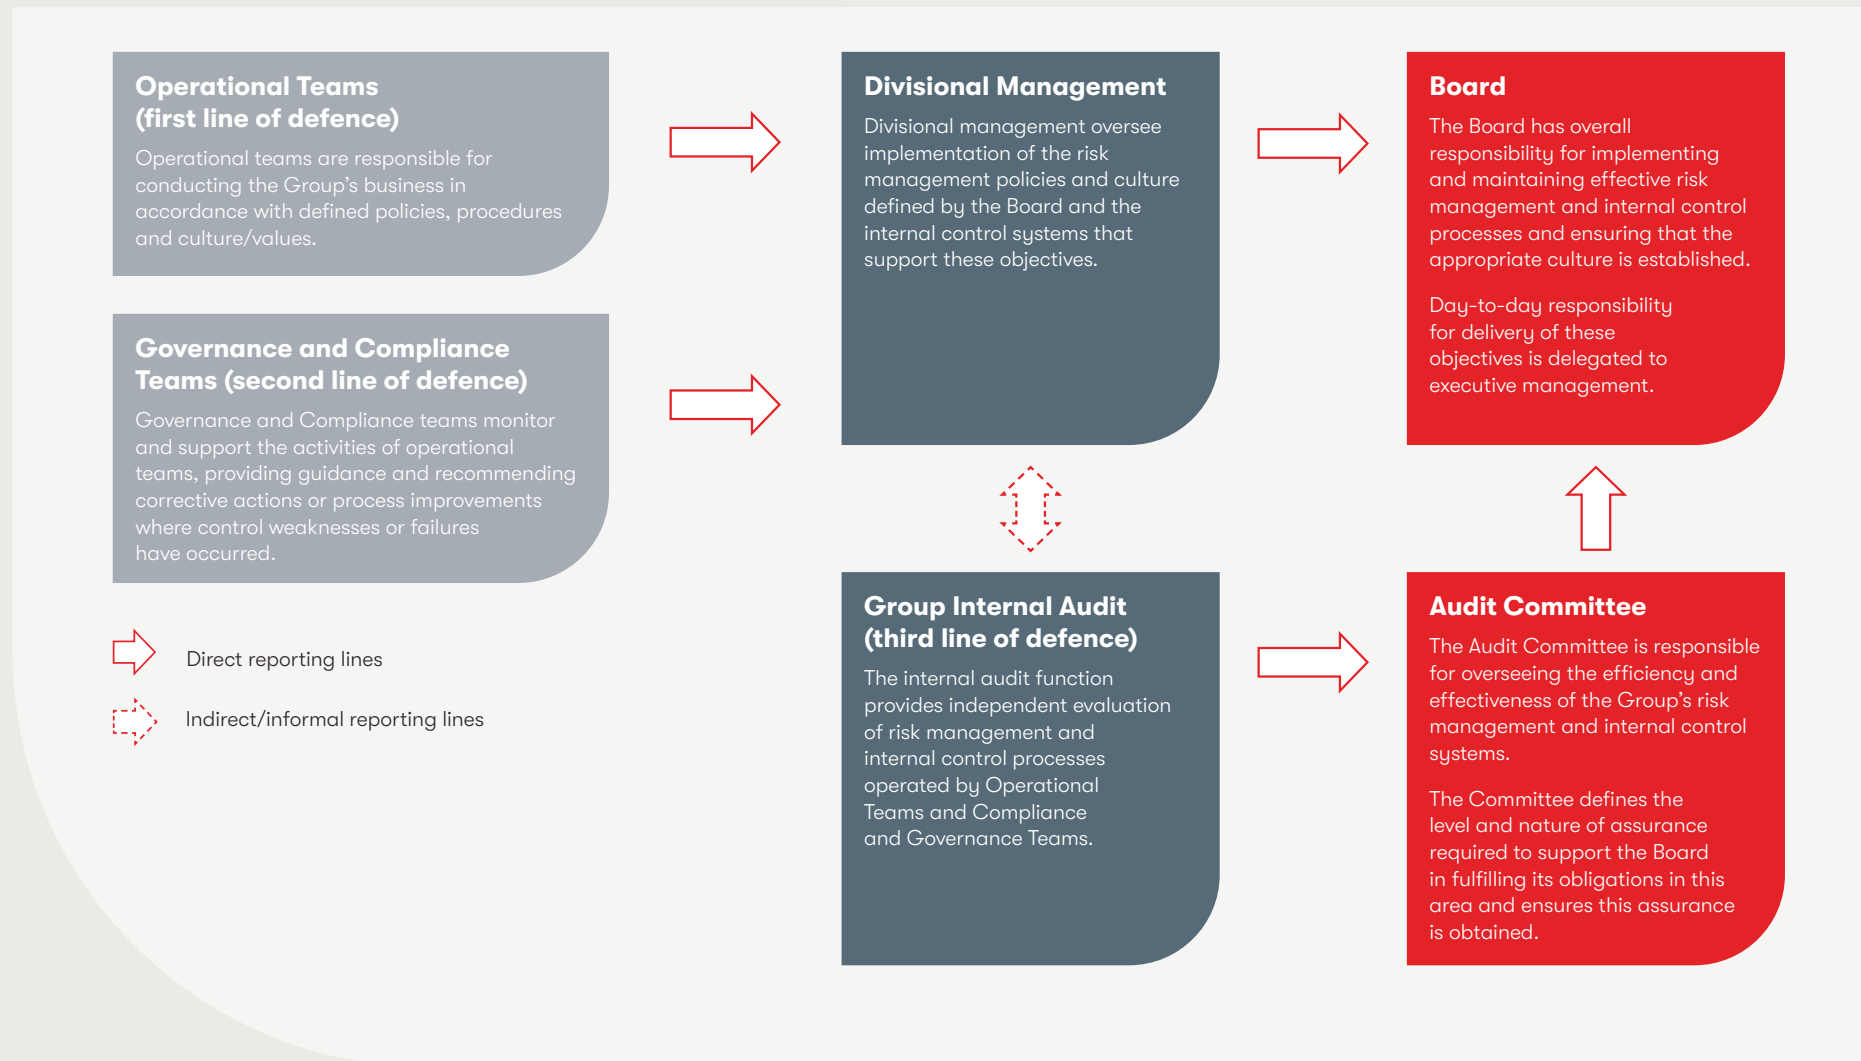 Operational Teams
(first line of defence)
Operational teams are responsible for
conducting the Group's business in
accordance with defined policies, procedures
and culture/values.
Governance and Compliance
Teams (second line of defence)
Governance and Compliance teams monitor
and support the activities of operational
teams, providing guidance and recommending
corrective actions or process improvements
where control weaknesses or failures
have occurred.
Direct reporting lines
Indirect/informal reporting lines
Divisional Management
Divisional management oversee
implementation of the risk
management policies and culture
defined by the Board and the
internal control systems that
support these objectives.
Group Internal Audit
(third line of defence)
The internal audit function
provides independent evaluation
of risk management and
internal control processes
operated by Operational
Teams and Compliance
and Governance Teams.
Board
The Board has overall
responsibility for implementing
and maintaining effective risk
management and internal control
processes and ensuring that the
appropriate culture is established.
Day-to-day responsibility
for delivery of these
objectives is delegated to
executive management.
Audit Committee
The Audit Committee is responsible
for overseeing the efficiency and
effectiveness of the Group's risk
management and internal control
systems.
The Committee defines the
level and nature of assurance
required to support the Board
in fulfilling its obligations in this
area and ensures this assurance
is obtained.